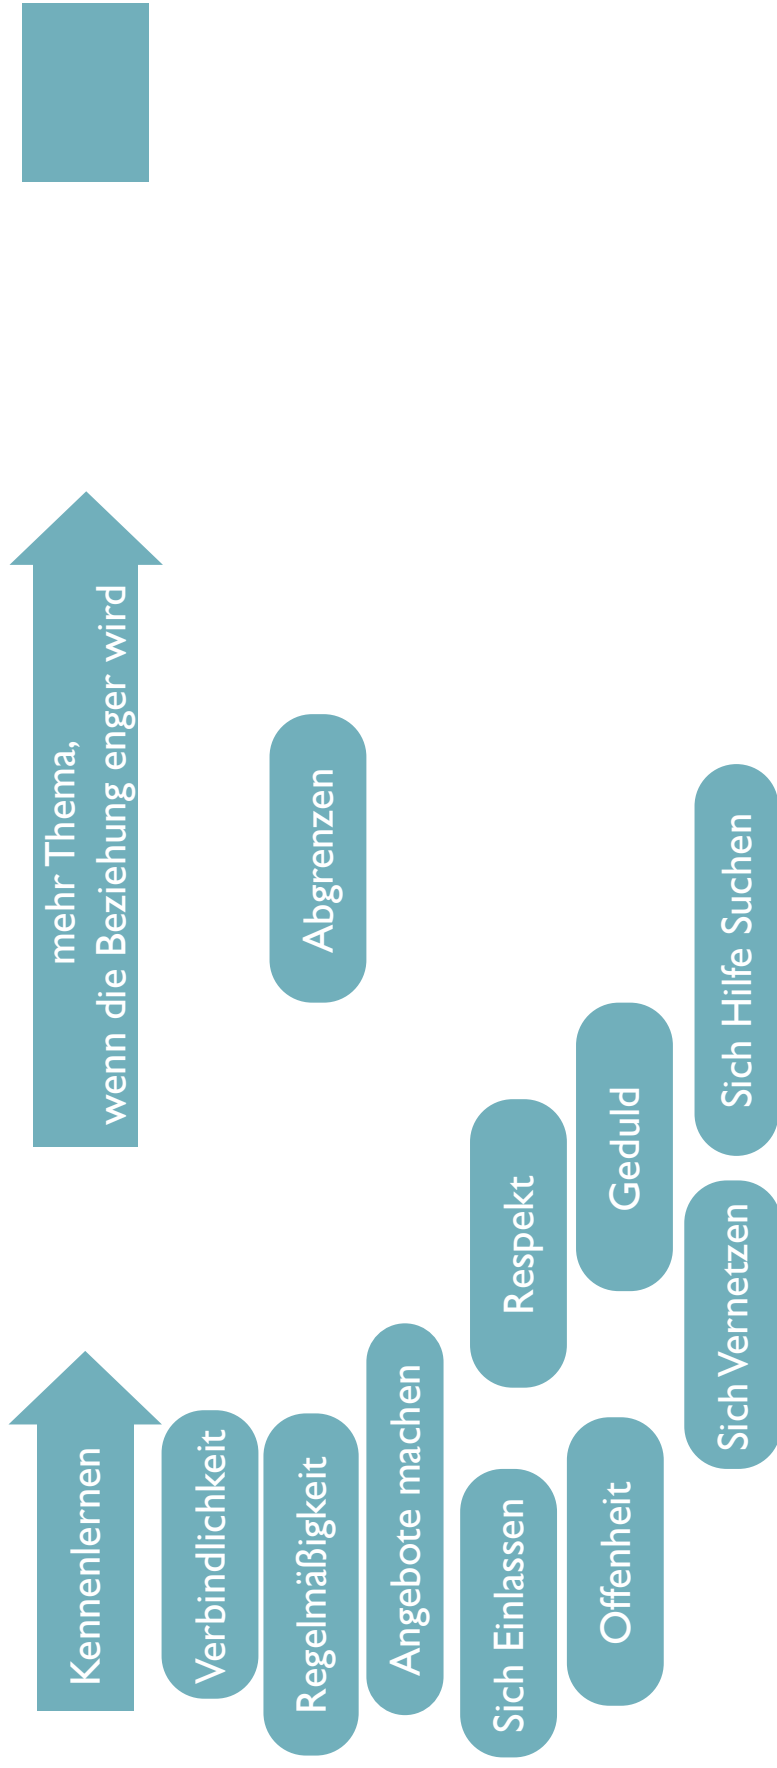 Kennenlernen
mehr Thema,
wenn die Beziehung enger wird
Verbindlichkeit
Regelmäßigkeit
Abgrenzen
Angebote machen
Sich Einlassen
Respekt
Offenheit
Geduld
Sich Vernetzen
Sich Hilfe Suchen